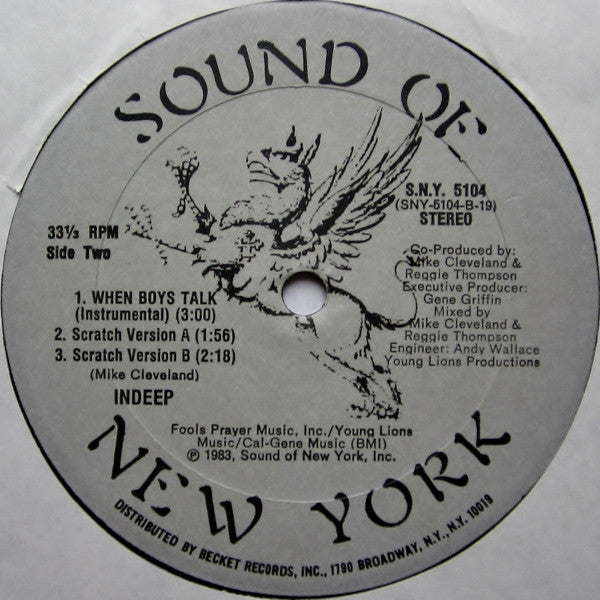 SOUND OF
S.N.Y. 5104
(SNY-5104-B-19)
STEREO
33⅓ RPM
Side Two
Co-Produced by:
Mike Cleveland &
Reggie Thompson
Executive Producer:
Gene Griffin
Mixed by
Mike Cleveland &
Reggie Thompson
Engineer: Andy Wallace
Young Lions Productions
1. WHEN BOYS TALK
(Instrumental) (3:00)
2. Scratch Version A (1:56)
3. Scratch Version B (2:18)
(Mike Cleveland)
INDEEP
Fools Prayer Music, Inc./Young Lions
Music/Cal-Gene Music (BMI)
℗ 1983, Sound of New York, Inc.
NEW YORK
DISTRIBUTED BY BECKET RECORDS, INC., 1790 BROADWAY, N.Y., N.Y. 10019